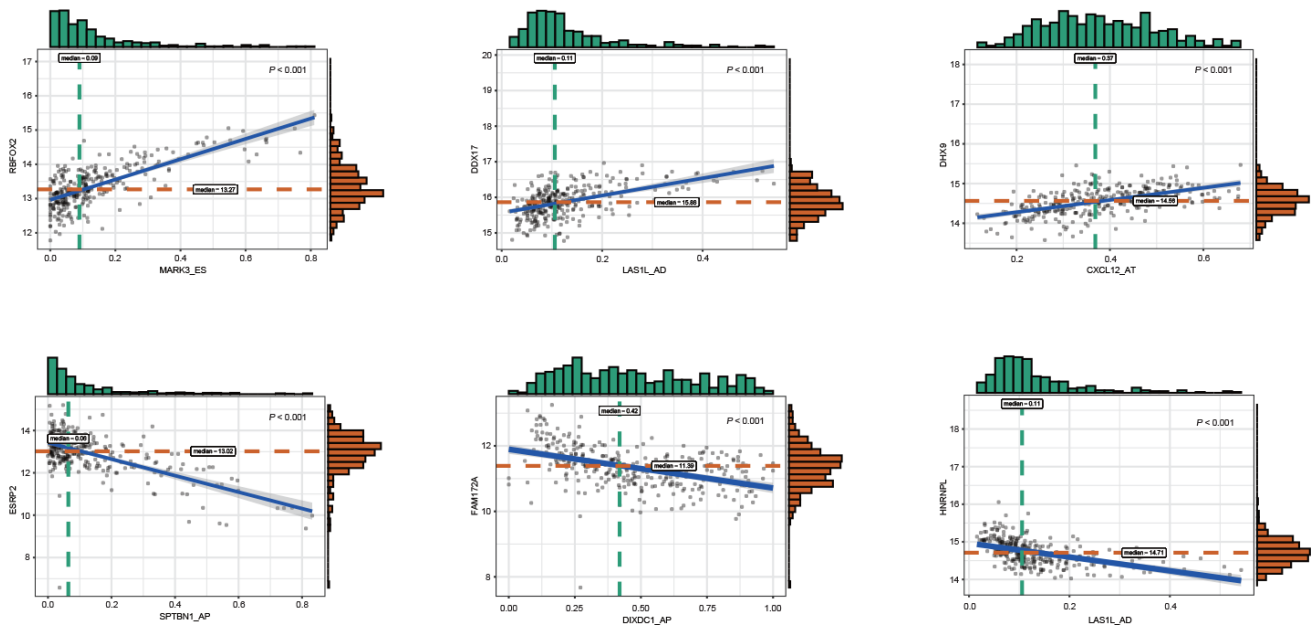 median – 0.09
P < 0.001
17
16
15
14
13
12
RBFOX2
median – 13.27
0.0
0.2
0.4
0.6
0.8
MARK3_ES
median – 0.11
P < 0.001
20
19
18
17
16
15
DDX17
median – 15.86
0.0
0.2
0.4
LAS1L_AD
median – 0.37
P < 0.001
18
17
16
15
14
DHX9
median – 14.56
0.2
0.4
0.6
CXCL12_AT
P < 0.001
14
12
10
8
ESRP2
median – 0.06
median – 13.02
0.0
0.2
0.4
0.6
0.8
SPTBN1_AP
median – 0.42
P < 0.001
14
12
10
8
FAM172A
median – 11.39
0.00
0.25
0.50
0.75
1.00
DIXDC1_AP
median – 0.11
P < 0.001
18
17
16
15
14
HNRNPL
median – 14.71
0.0
0.2
0.4
LAS1L_AD